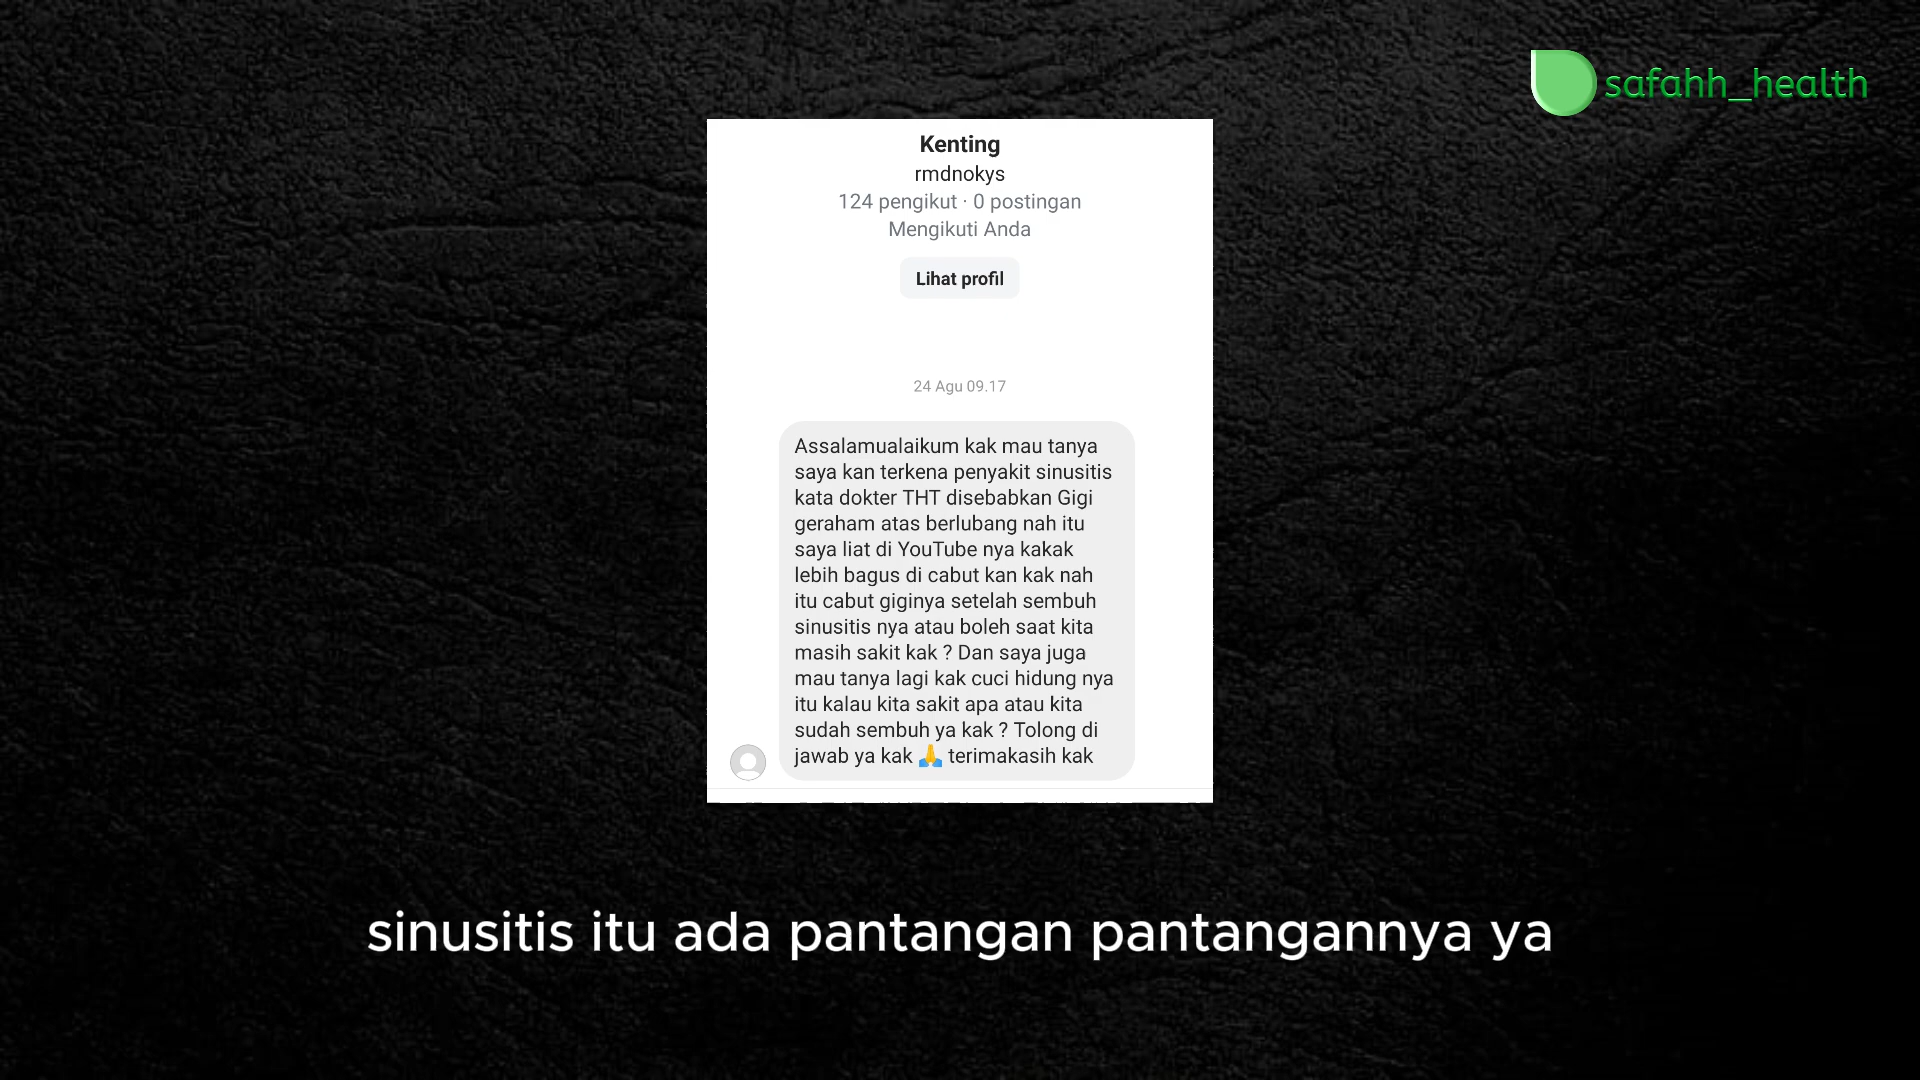 safahh_health
Kenting
rmdnokys
124 pengikut · 0 postingan
Mengikuti Anda
Lihat profil
24 Agu 09.17
Assalamualaikum kak mau tanya
saya kan terkena penyakit sinusitis
kata dokter THT disebabkan Gigi
geraham atas berlubang nah itu
saya liat di YouTube nya kakak
lebih bagus di cabut kan kak nah
itu cabut giginya setelah sembuh
sinusitis nya atau boleh saat kita
masih sakit kak ? Dan saya juga
mau tanya lagi kak cuci hidung nya
itu kalau kita sakit apa atau kita
sudah sembuh ya kak ? Tolong di
jawab ya kak 🙏 terimakasih kak
sinusitis itu ada pantangan pantangannya ya